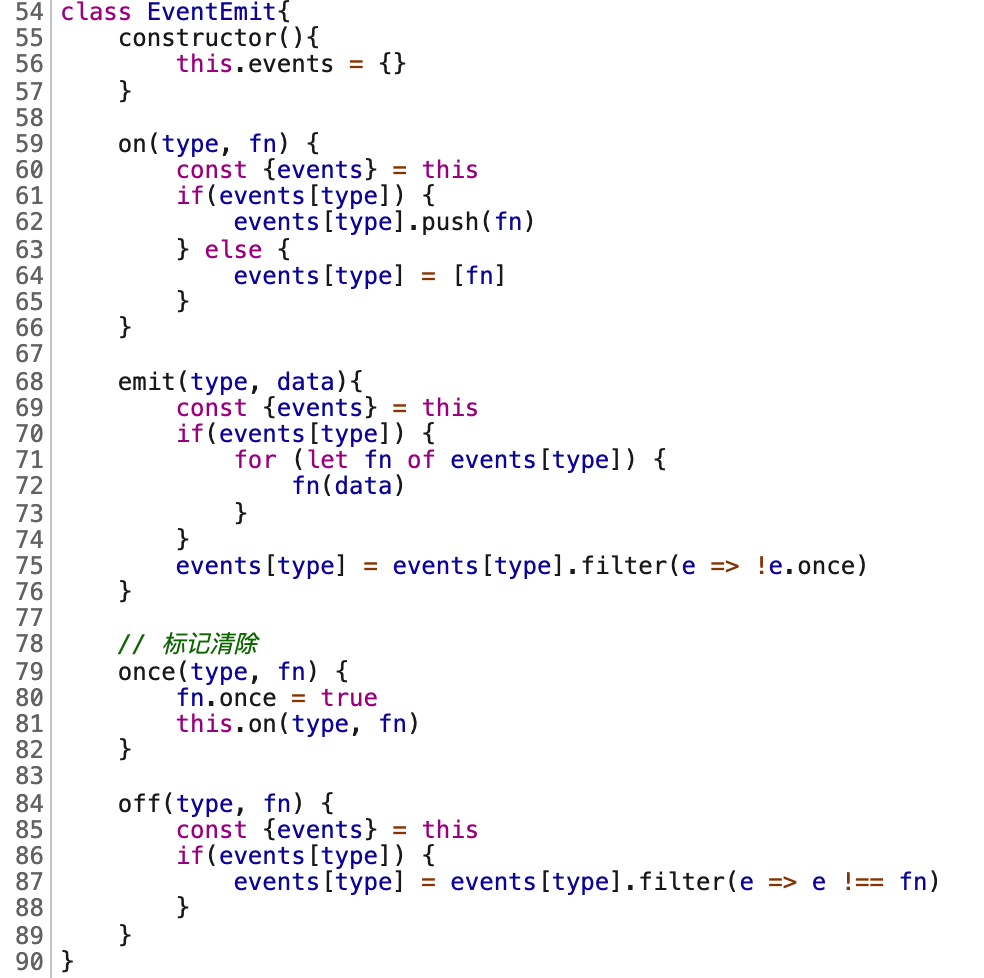 54 class EventEmit{
55     constructor(){
56         this.events = {}
57     }
58
59     on(type, fn) {
60         const {events} = this
61         if(events[type]) {
62             events[type].push(fn)
63         } else {
64             events[type] = [fn]
65         }
66     }
67
68     emit(type, data){
69         const {events} = this
70         if(events[type]) {
71             for (let fn of events[type]) {
72                 fn(data)
73             }
74         }
75         events[type] = events[type].filter(e => !e.once)
76     }
77
78     // 标记清除
79     once(type, fn) {
80         fn.once = true
81         this.on(type, fn)
82     }
83
84     off(type, fn) {
85         const {events} = this
86         if(events[type]) {
87             events[type] = events[type].filter(e => e !== fn)
88         }
89     }
90 }